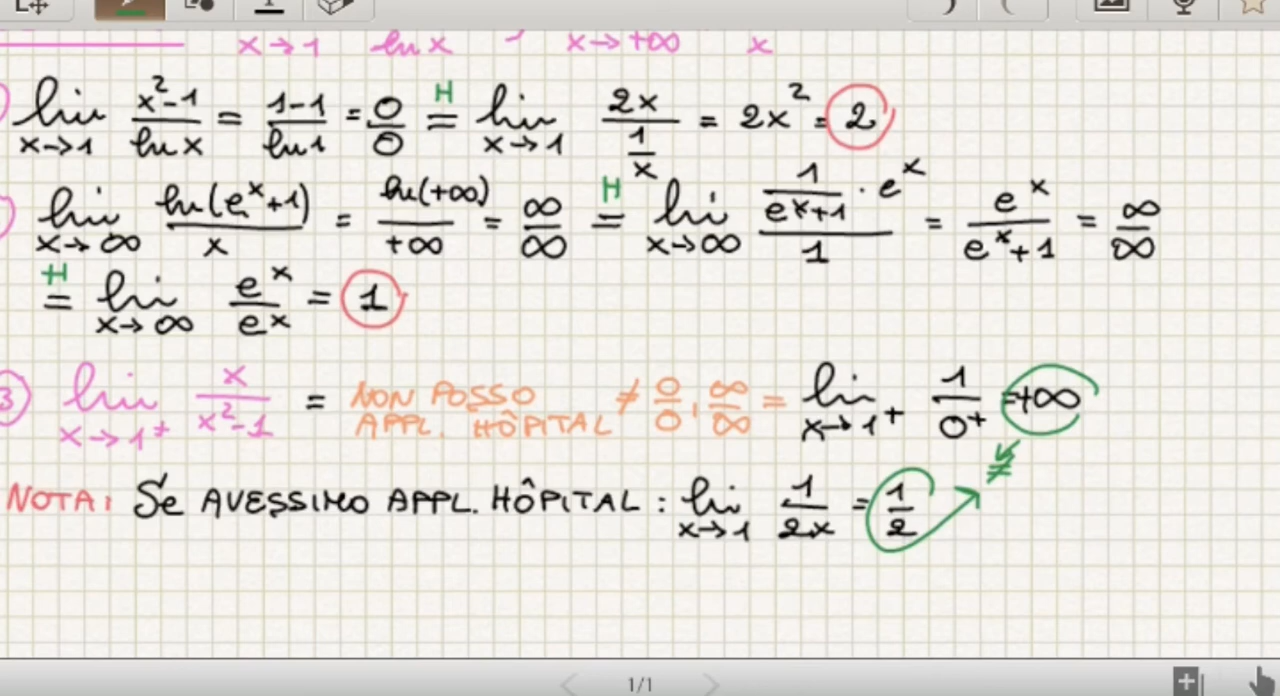 x→1 ln x , x→+∞ x
lim x→1 (x²-1)/(ln x) = (1-1)/(ln 1) = 0/0 H= lim x→1 2x/(1/x) = 2x² = 2
lim x→∞ ln(eˣ+1)/x = ln(+∞)/+∞ = ∞/∞ H= lim x→∞ (1/(eˣ+1) · eˣ)/1 = eˣ/(eˣ+1) = ∞/∞
H= lim x→∞ eˣ/eˣ = 1
3) lim x→1⁺ x/(x²-1) = NON POSSO APPL. HÔPITAL ≠ 0/0, ∞/∞ = lim x→1⁺ 1/0⁺ = +∞
NOTA: SE AVESSIMO APPL. HÔPITAL : lim x→1 1/2x = 1/2 ≠
1/1